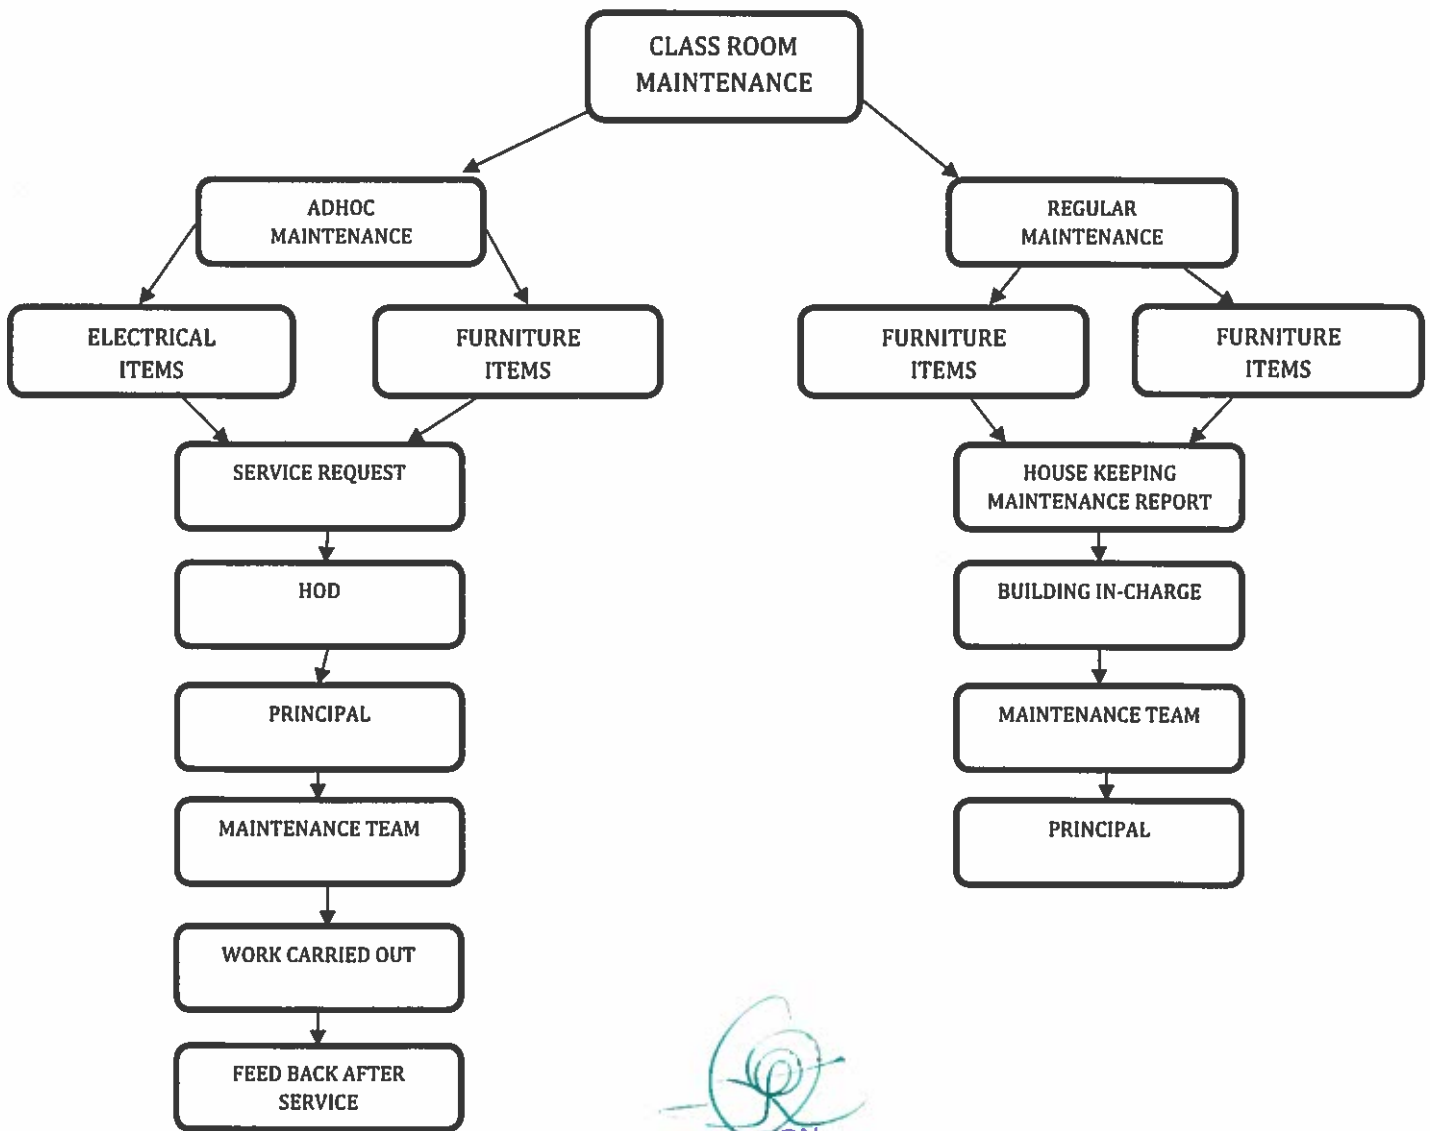 CLASS ROOM
MAINTENANCE
ADHOC
MAINTENANCE
REGULAR
MAINTENANCE
ELECTRICAL
ITEMS
FURNITURE
ITEMS
FURNITURE
ITEMS
FURNITURE
ITEMS
SERVICE REQUEST
HOUSE KEEPING
MAINTENANCE REPORT
HOD
BUILDING IN-CHARGE
PRINCIPAL
MAINTENANCE TEAM
MAINTENANCE TEAM
PRINCIPAL
WORK CARRIED OUT
FEED BACK AFTER
SERVICE